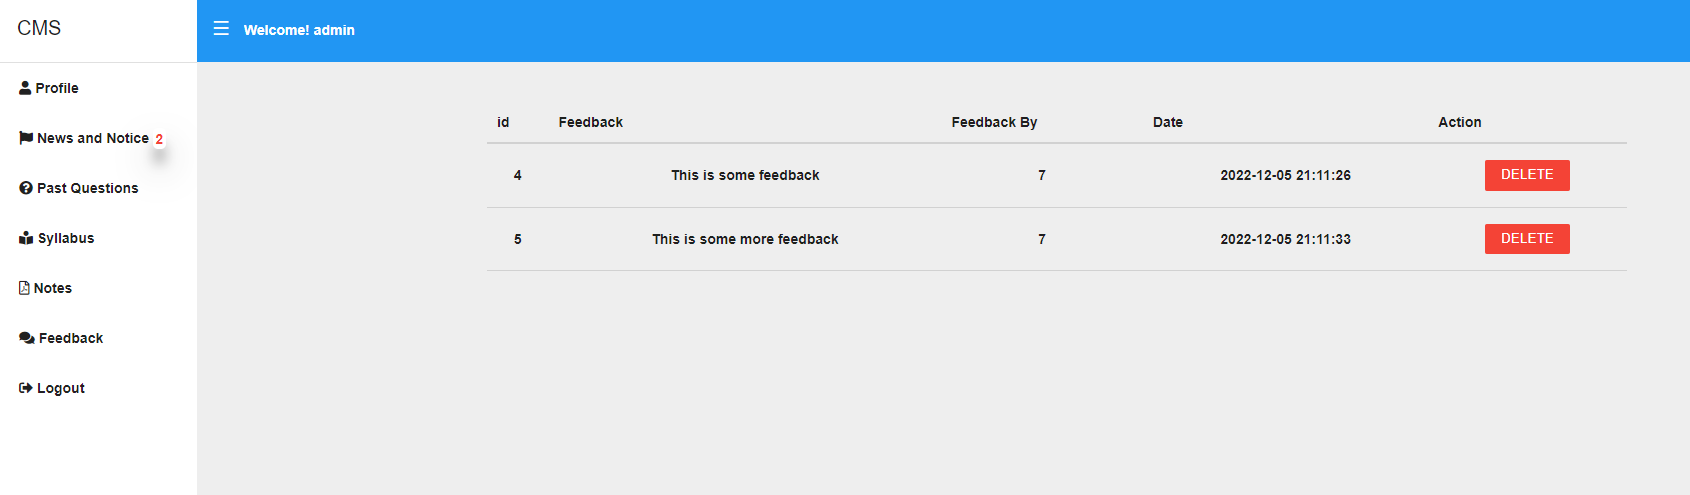 CMS
☰ Welcome! admin
Profile
News and Notice 2
Past Questions
Syllabus
Notes
Feedback
Logout
id Feedback Feedback By Date Action
4 This is some feedback 7 2022-12-05 21:11:26 DELETE
5 This is some more feedback 7 2022-12-05 21:11:33 DELETE